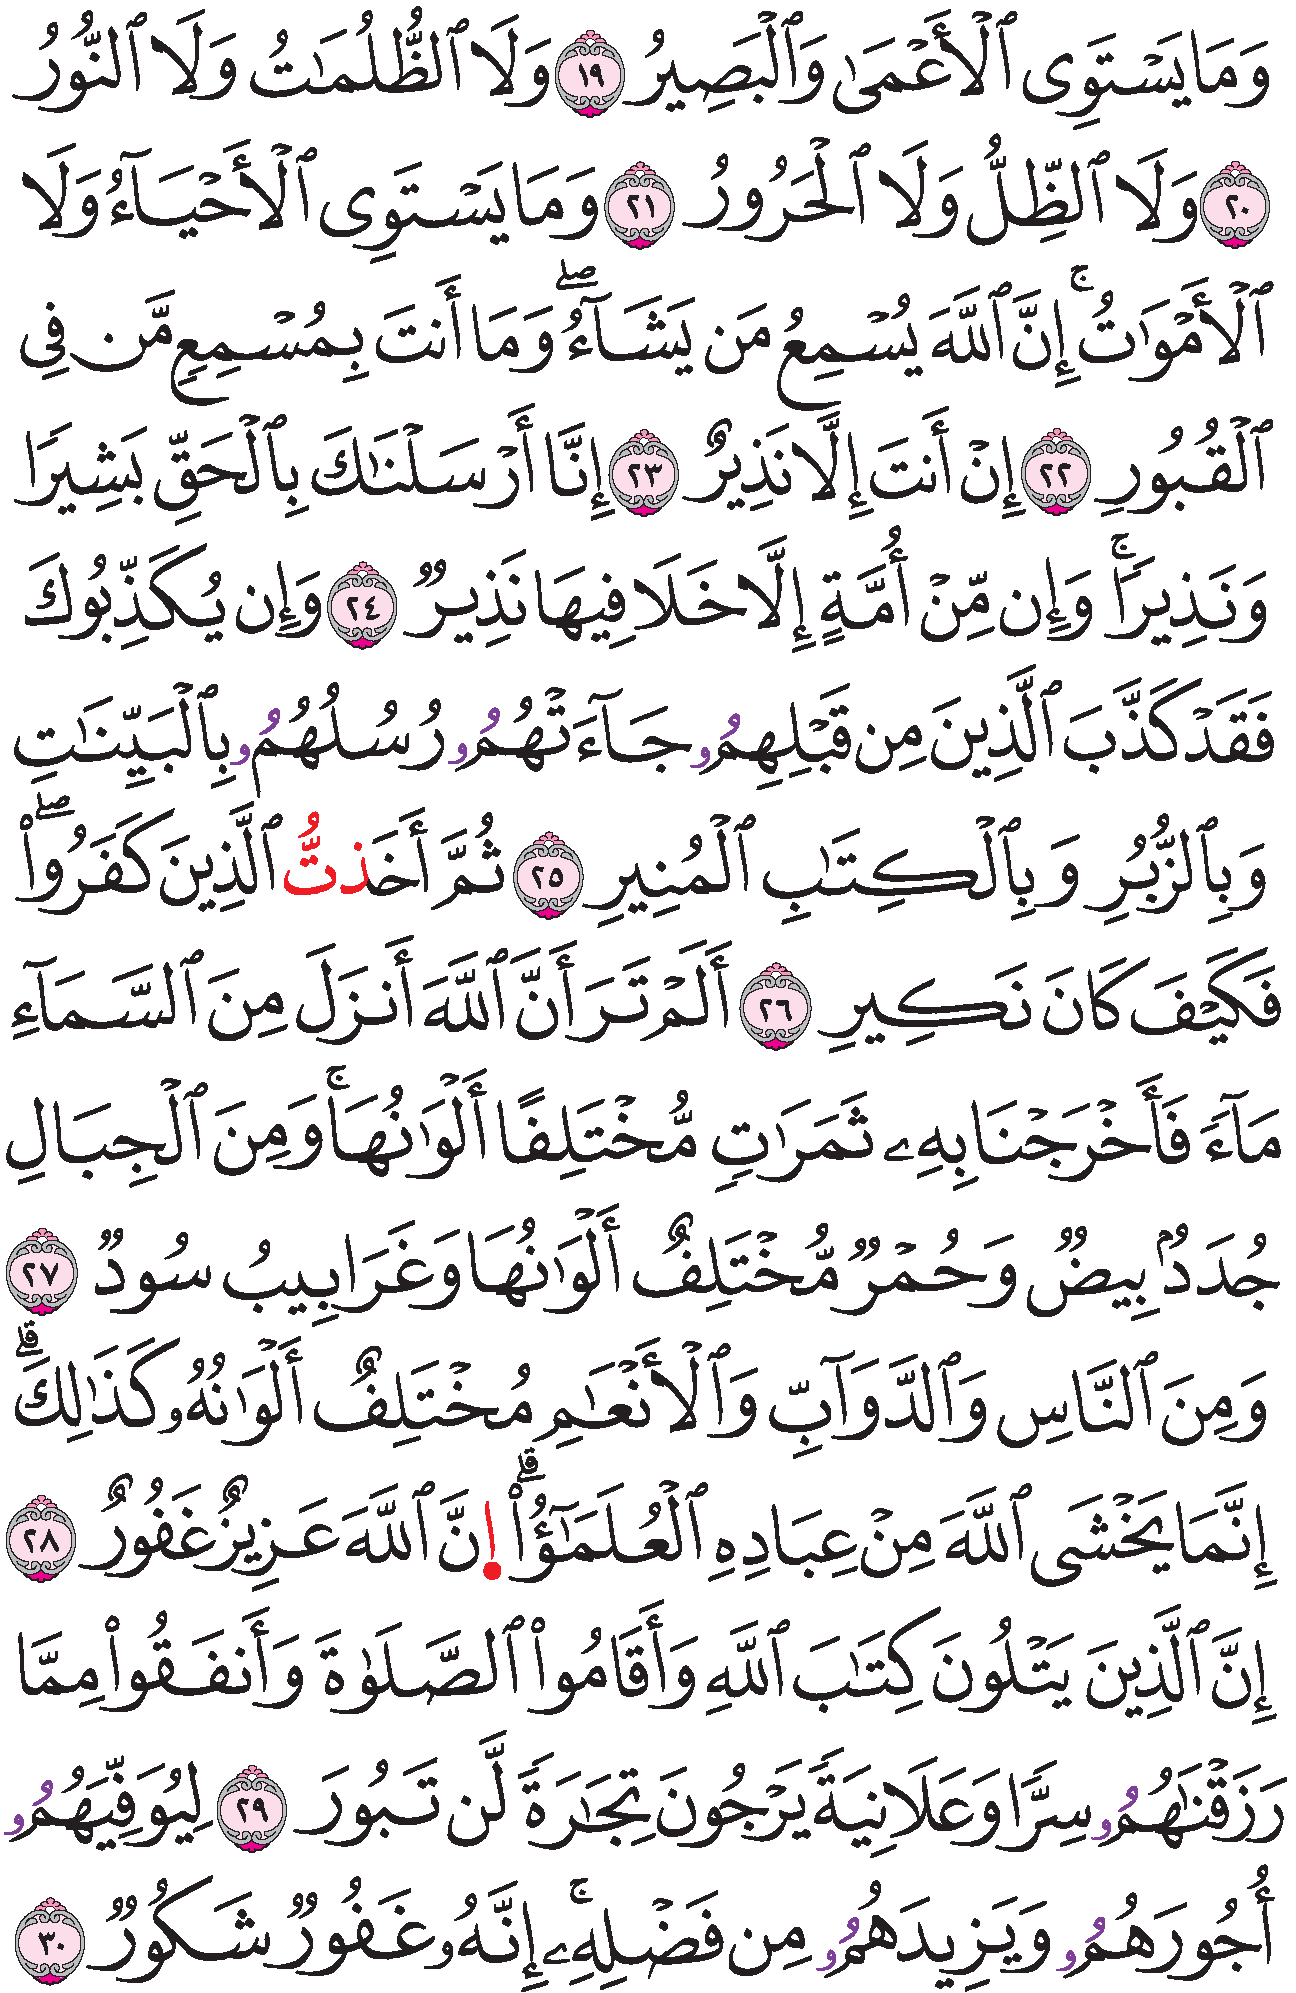 وَمَا يَسْتَوِى ٱلْأَعْمَىٰ وَٱلْبَصِيرُ ١٩ وَلَا ٱلظُّلُمَٰتُ وَلَا ٱلنُّورُ
٢٠ وَلَا ٱلظِّلُّ وَلَا ٱلْحَرُورُ ٢١ وَمَا يَسْتَوِى ٱلْأَحْيَآءُ وَلَا
ٱلْأَمْوَٰتُ ۚ إِنَّ ٱللَّهَ يُسْمِعُ مَن يَشَآءُ ۖ وَمَا أَنتَ بِمُسْمِعٍ مَّن فِى
ٱلْقُبُورِ ٢٢ إِنْ أَنتَ إِلَّا نَذِيرٌ ٢٣ إِنَّا أَرْسَلْنَٰكَ بِٱلْحَقِّ بَشِيرًا
وَنَذِيرًا ۚ وَإِن مِّنْ أُمَّةٍ إِلَّا خَلَا فِيهَا نَذِيرٌ ٢٤ وَإِن يُكَذِّبُوكَ
فَقَدْ كَذَّبَ ٱلَّذِينَ مِن قَبْلِهِمُۥ جَآءَتْهُمُۥ رُسُلُهُمُۥ بِٱلْبَيِّنَٰتِ
وَبِٱلزُّبُرِ وَبِٱلْكِتَٰبِ ٱلْمُنِيرِ ٢٥ ثُمَّ أَخَذتُّ ٱلَّذِينَ كَفَرُوا۟ ۖ
فَكَيْفَ كَانَ نَكِيرِ ٢٦ أَلَمْ تَرَ أَنَّ ٱللَّهَ أَنزَلَ مِنَ ٱلسَّمَآءِ
مَآءً فَأَخْرَجْنَا بِهِۦ ثَمَرَٰتٍ مُّخْتَلِفًا أَلْوَٰنُهَا ۚ وَمِنَ ٱلْجِبَالِ
جُدَدٌۢ بِيضٌ وَحُمْرٌ مُّخْتَلِفٌ أَلْوَٰنُهَا وَغَرَابِيبُ سُودٌ ٢٧
وَمِنَ ٱلنَّاسِ وَٱلدَّوَآبِّ وَٱلْأَنْعَٰمِ مُخْتَلِفٌ أَلْوَٰنُهُۥ كَذَٰلِكَ ۗ
إِنَّمَا يَخْشَى ٱللَّهَ مِنْ عِبَادِهِ ٱلْعُلَمَٰٓؤُا۟ ۗ إِنَّ ٱللَّهَ عَزِيزٌ غَفُورٌ ٢٨
إِنَّ ٱلَّذِينَ يَتْلُونَ كِتَٰبَ ٱللَّهِ وَأَقَامُوا۟ ٱلصَّلَوٰةَ وَأَنفَقُوا۟ مِمَّا
رَزَقْنَٰهُمُۥ سِرًّا وَعَلَانِيَةً يَرْجُونَ تِجَٰرَةً لَّن تَبُورَ ٢٩ لِيُوَفِّيَهُمُۥ
أُجُورَهُمُۥ وَيَزِيدَهُمُۥ مِن فَضْلِهِۦ ۚ إِنَّهُۥ غَفُورٌ شَكُورٌ ٣٠